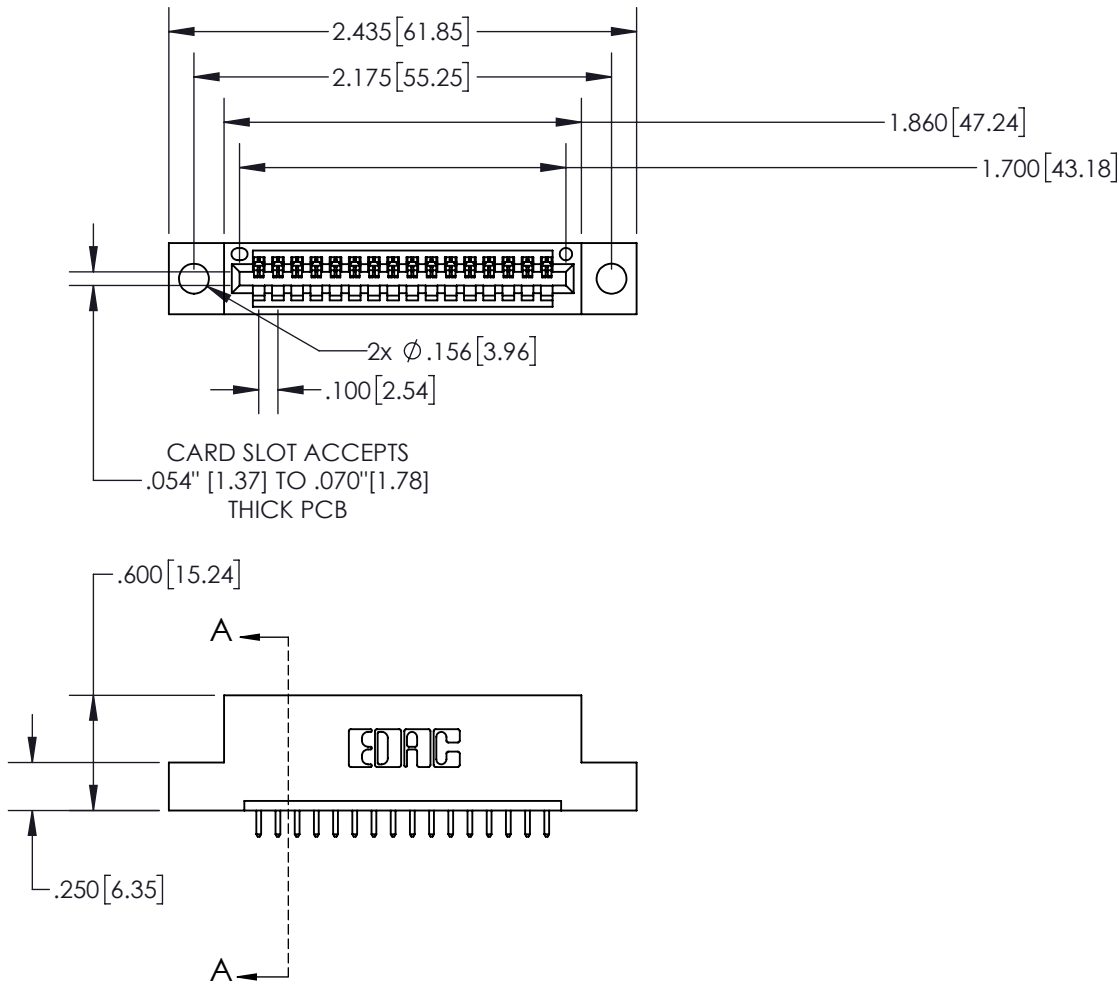 2.435[61.85]
2.175[55.25]
1.860[47.24]
1.700[43.18]
2x Ø.156[3.96]
.100[2.54]
CARD SLOT ACCEPTS
.054" [1.37] TO .070"[1.78]
THICK PCB
.600[15.24]
A
EDAC
.250[6.35]
A